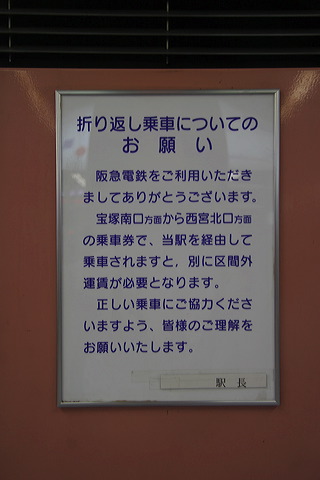 折り返し乗車についての
お願い
阪急電鉄をご利用いただき
ましてありがとうございます。
宝塚南口方面から西宮北口方面
の乗車券で、当駅を経由して
乗車されますと，別に区間外
運賃が必要となります。
正しい乗車にご協力くださ
いますよう、皆様のご理解を
お願いいたします。
駅長